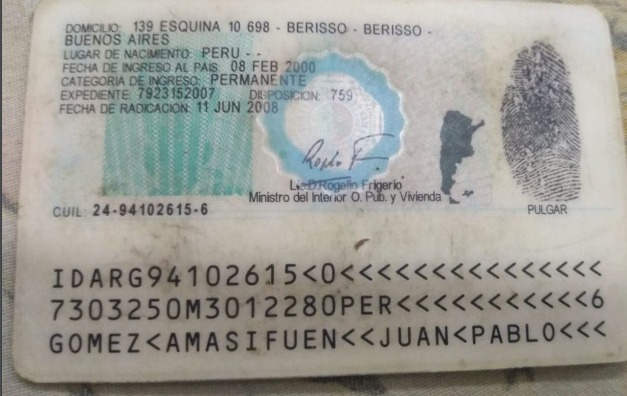 DOMICILIO: 139 ESQUINA 10 698 - BERISSO - BERISSO -
BUENOS AIRES
LUGAR DE NACIMIENTO: PERU - -
FECHA DE INGRESO AL PAIS: 08 FEB 2000
CATEGORIA DE INGRESO: PERMANENTE
EXPEDIENTE: 7923152007 DISPOSICION: 759
FECHA DE RADICACION: 11 JUN 2008
Lic D. Rogelio Frigerio
Ministro del Interior O. Pub. y Vivienda
CUIL: 24-94102615-6
PULGAR
IDARG94102615<0<<<<<<<<<<<<<<<
7303250M3012280PER<<<<<<<<<<<6
GOMEZ<AMASIFUEN<<JUAN<PABLO<<<